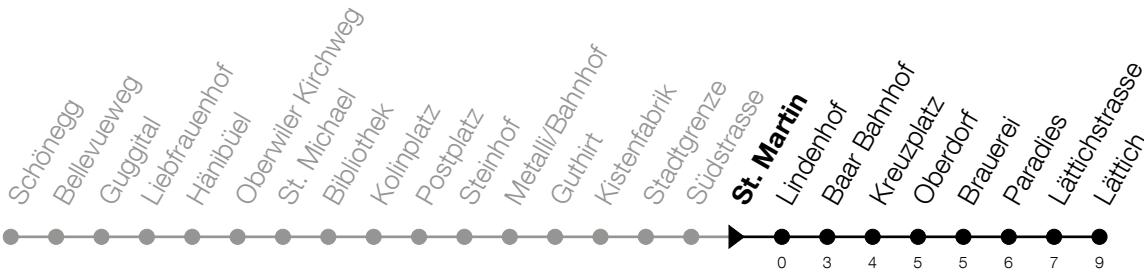 Schönegg
Bellevueweg
Guggital
Liebfrauenhof
Hänibüel
Oberwiler Kirchweg
St. Michael
Bibliothek
Kolinplatz
Postplatz
Steinhof
Metalli/Bahnhof
Guthirt
Kistenfabrik
Stadtgrenze
Südstrasse
St. Martin
Lindenhof
Baar Bahnhof
Kreuzplatz
Oberdorf
Brauerei
Paradies
Lättichstrasse
Lättich
0 3 4 5 5 6 7 9